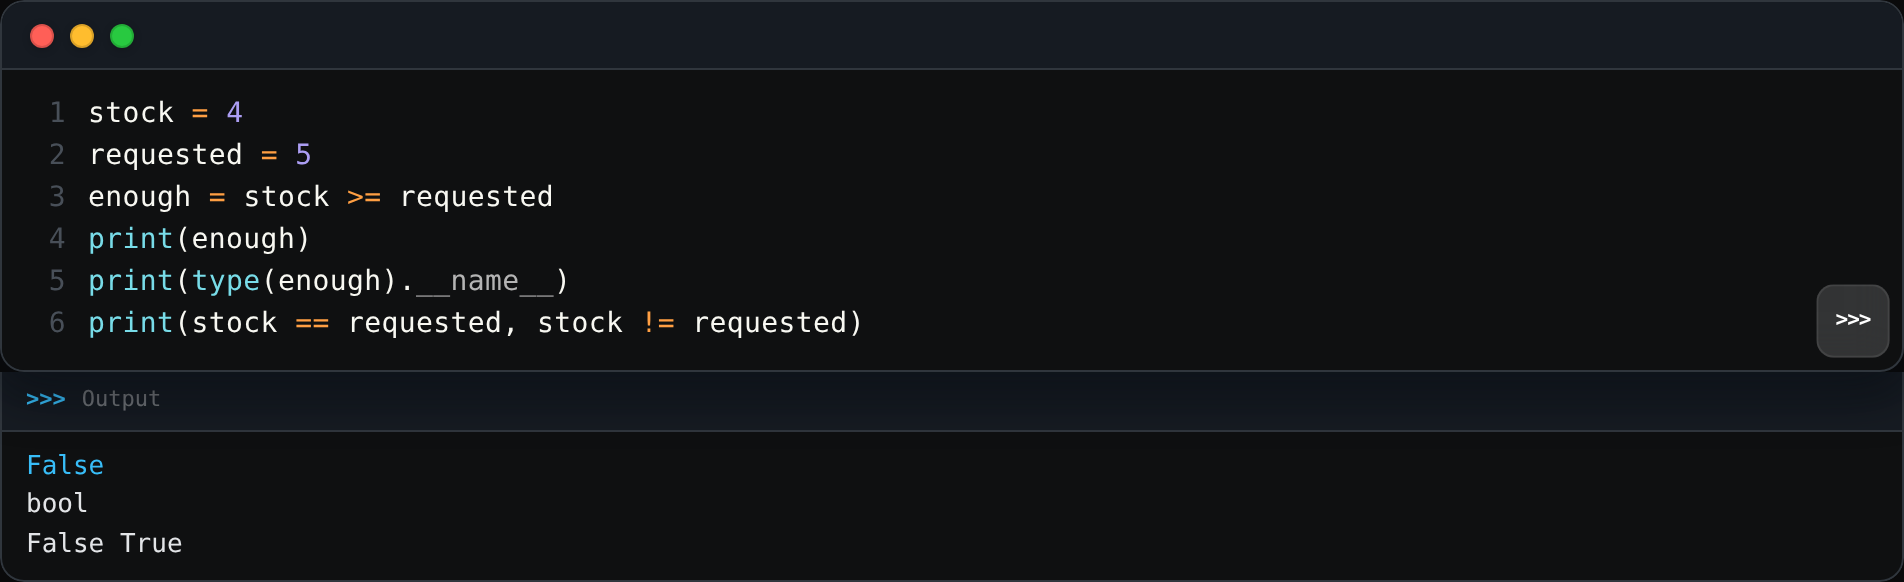 1 stock = 4
2 requested = 5
3 enough = stock >= requested
4 print(enough)
5 print(type(enough).__name__)
6 print(stock == requested, stock != requested)
>>>
>>> Output
False
bool
False True